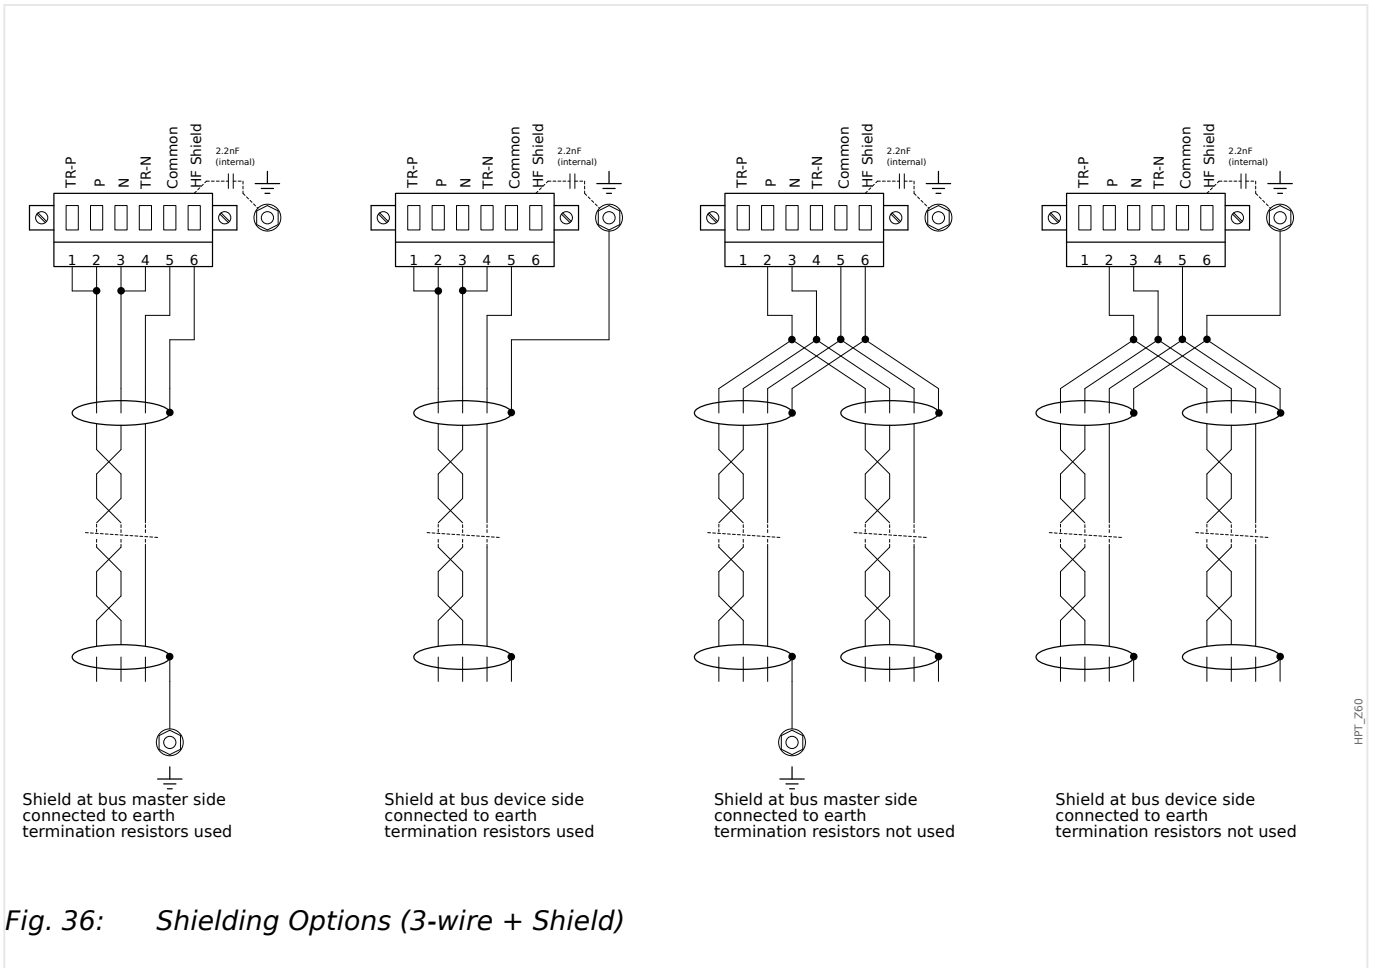 TR-P P N TR-N Common HF Shield 2.2nF (internal)
TR-P P N TR-N Common HF Shield 2.2nF (internal)
TR-P P N TR-N Common HF Shield 2.2nF (internal)
TR-P P N TR-N Common HF Shield 2.2nF (internal)
1 2 3 4 5 6
1 2 3 4 5 6
1 2 3 4 5 6
1 2 3 4 5 6
HPT_Z60
Shield at bus master side
connected to earth
termination resistors used
Shield at bus device side
connected to earth
termination resistors used
Shield at bus master side
connected to earth
termination resistors not used
Shield at bus device side
connected to earth
termination resistors not used
Fig. 36: Shielding Options (3-wire + Shield)